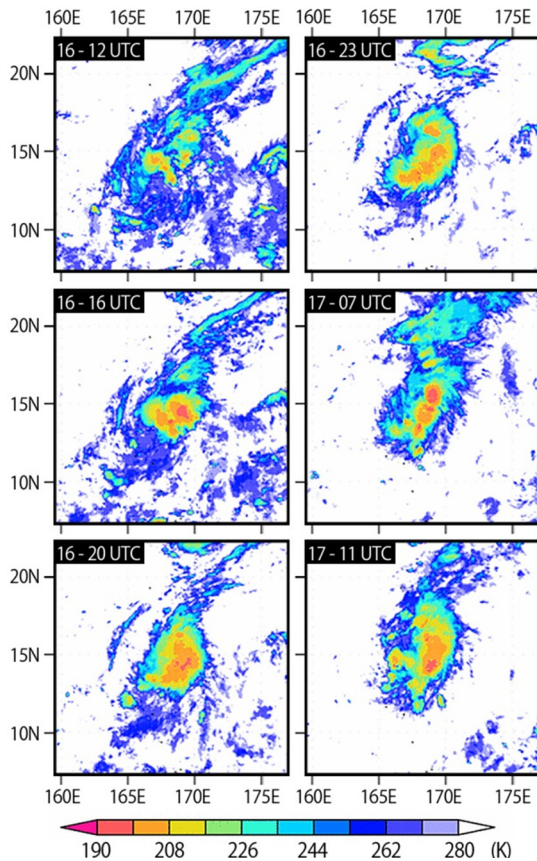 160E 165E 170E 175E 160E 165E 170E 175E
16 - 12 UTC 16 - 23 UTC
20N
15N
10N
16 - 16 UTC 17 - 07 UTC
20N
15N
10N
16 - 20 UTC 17 - 11 UTC
20N
15N
10N
160E 165E 170E 175E 160E 165E 170E 175E
190 208 226 244 262 280 (K)